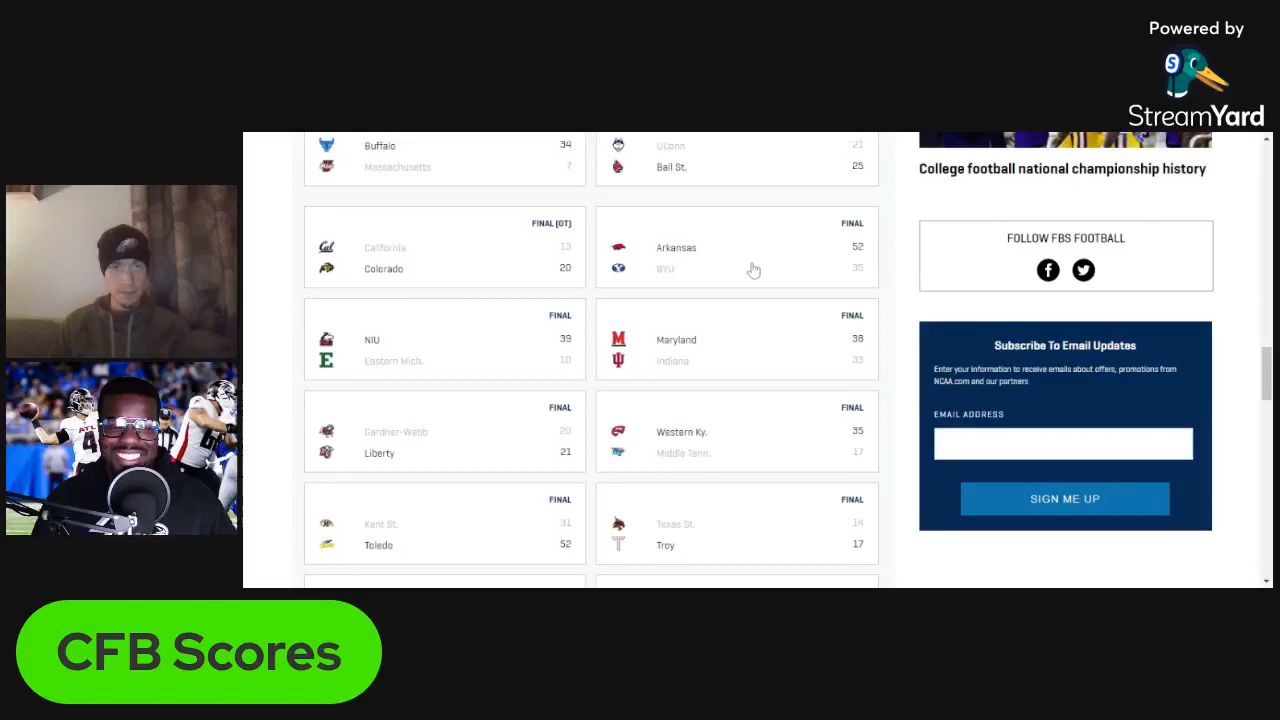 Powered by
StreamYard
Buffalo 34
Massachusetts 7
UConn 21
Ball St. 25
College football national championship history
FINAL (OT)
California 13
Colorado 20
FINAL
Arkansas 52
BYU 35
FOLLOW FBS FOOTBALL
FINAL
NIU 39
Eastern Mich. 10
FINAL
Maryland 38
Indiana 33
Subscribe To Email Updates
Enter your information to receive emails about offers, promotions from
NCAA.com and our partners
EMAIL ADDRESS
SIGN ME UP
FINAL
Gardner-Webb 20
Liberty 21
FINAL
Western Ky. 35
Middle Tenn. 17
FINAL
Kent St. 31
Toledo 52
FINAL
Texas St. 14
Troy 17
CFB Scores